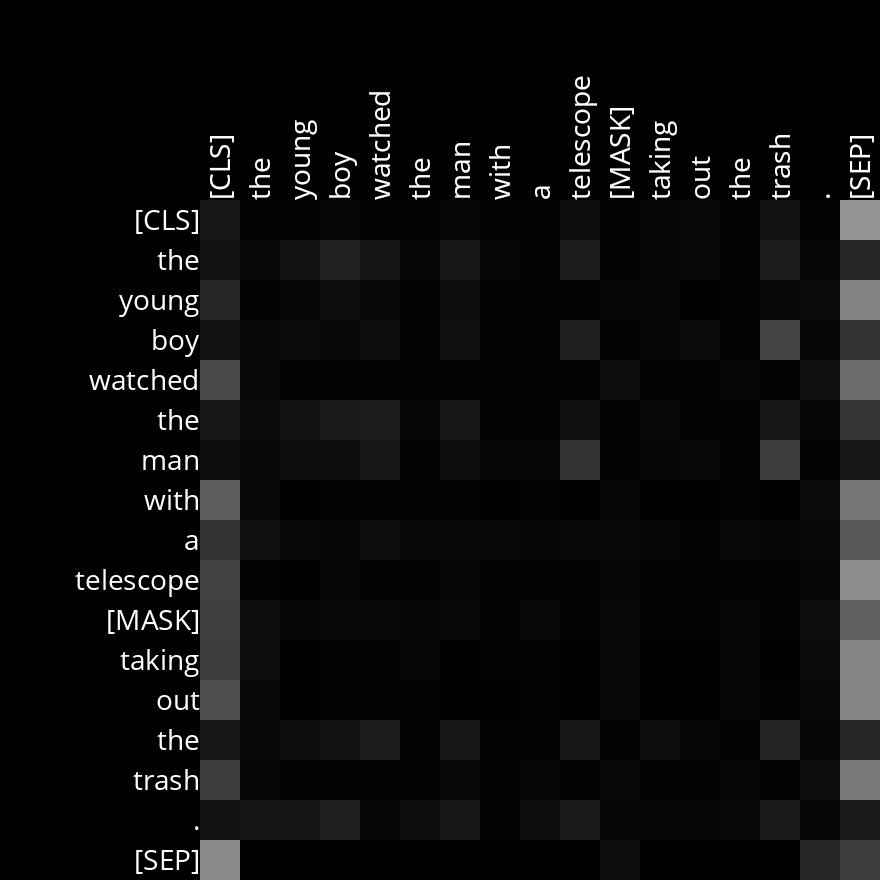 [CLS] the young boy watched the man with a telescope [MASK] taking out the trash . [SEP]
[CLS]
the
young
boy
watched
the
man
with
a
telescope
[MASK]
taking
out
the
trash
.
[SEP]